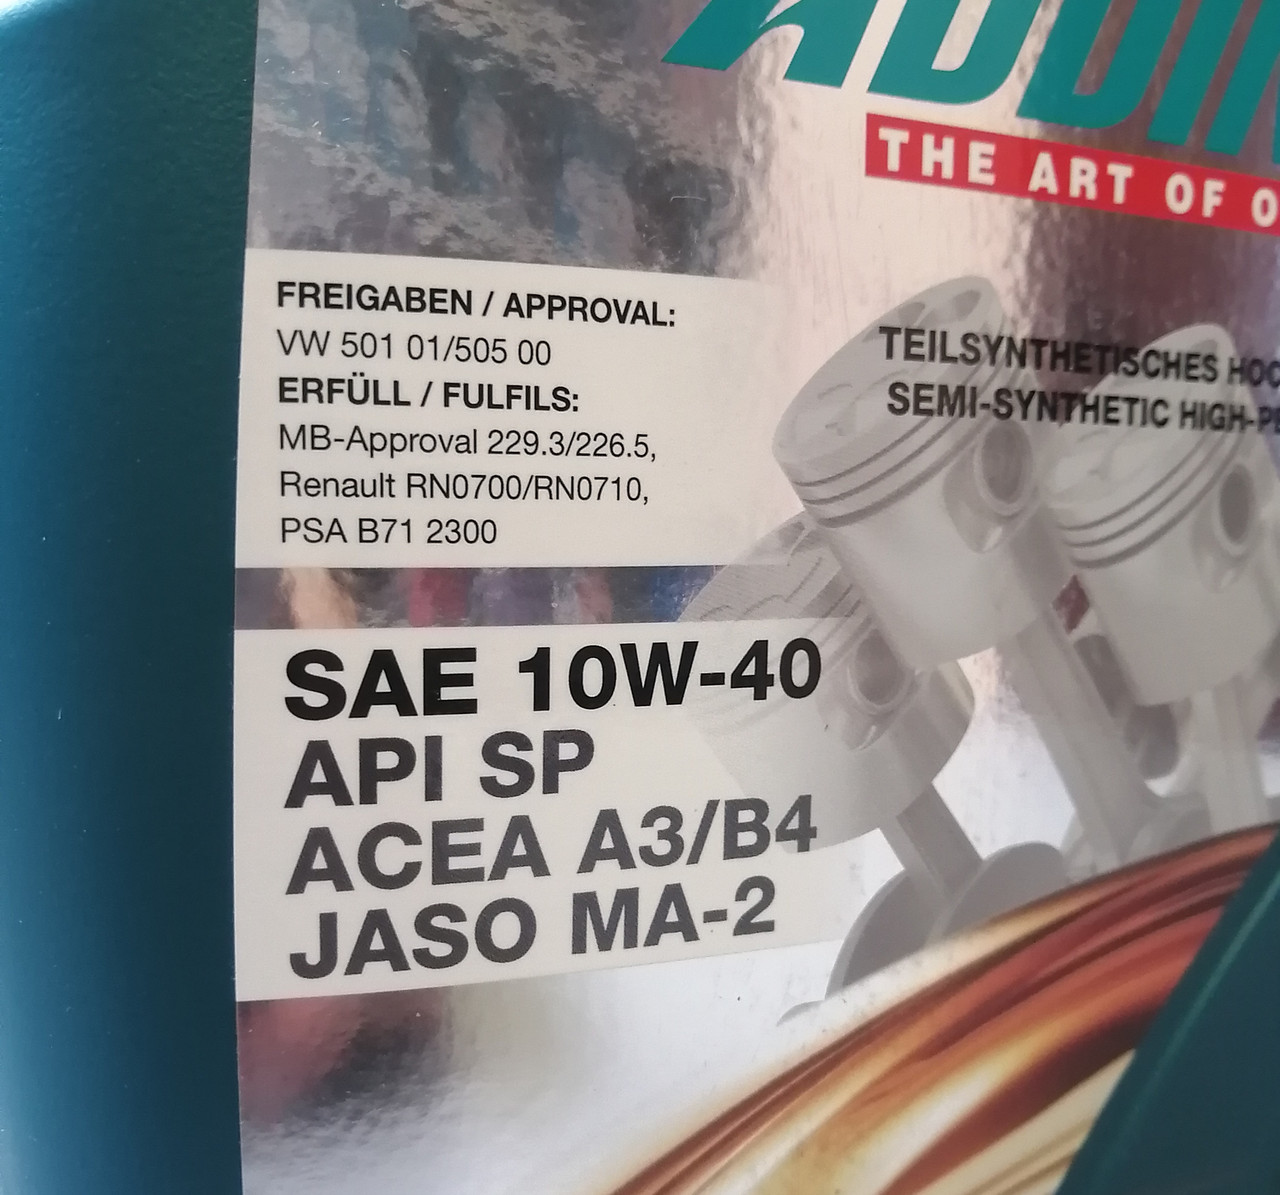 THE ART OF
FREIGABEN / APPROVAL:
VW 501 01/505 00
ERFÜLL / FULFILS:
MB-Approval 229.3/226.5,
Renault RN0700/RN0710,
PSA B71 2300
TEILSYNTHETISCHES
SEMI-SYNTHETIC
SAE 10W-40
API SP
ACEA A3/B4
JASO MA-2